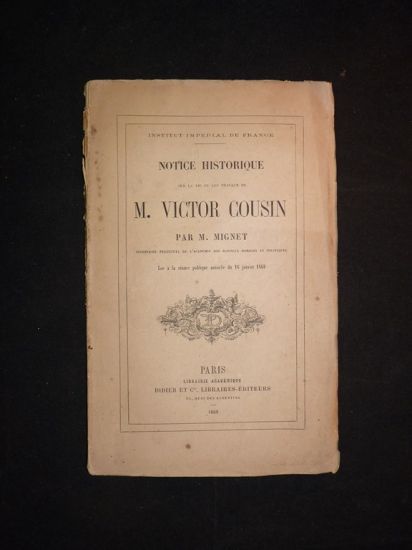 INSTITUT IMPÉRIAL DE FRANCE
NOTICE HISTORIQUE
SUR LA VIE ET LES TRAVAUX DE
M. VICTOR COUSIN
PAR M. MIGNET
SECRÉTAIRE PERPÉTUEL DE L'ACADÉMIE DES SCIENCES MORALES ET POLITIQUES
Lue à la séance publique annuelle du 16 janvier 1869
PARIS
LIBRAIRIE ACADÉMIQUE
DIDIER ET Cie, LIBRAIRES-ÉDITEURS
QUAI DES AUGUSTINS
1869